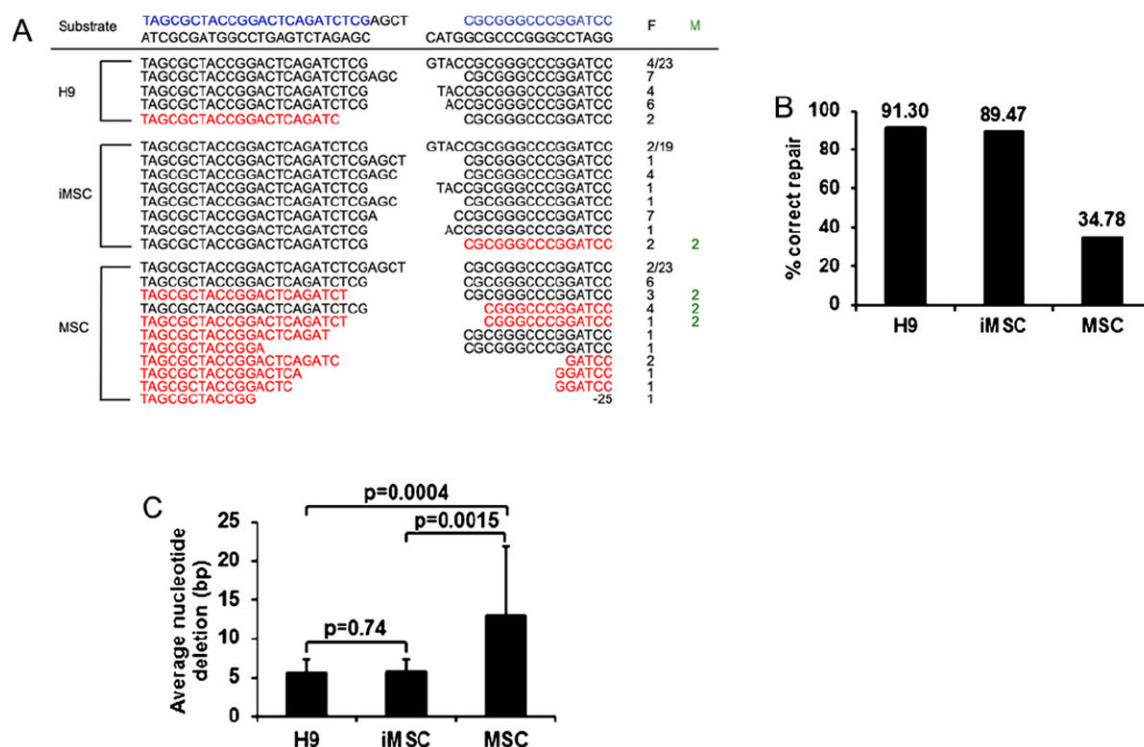 A
Substrate TAGCGCTACCGGACTCAGATCTCGAGCT CGCGGGCCCGGATCC F M
ATCGCGATGGCCTGAGTCTAGAGC CATGGCGCCCGGGCCTAGG
H9
TAGCGCTACCGGACTCAGATCTCG GTACCGCGGGCCCGGATCC 4/23
TAGCGCTACCGGACTCAGATCTCGAGC CGCGGGCCCGGATCC 7
TAGCGCTACCGGACTCAGATCTCG TACCGCGGGCCCGGATCC 4
TAGCGCTACCGGACTCAGATCTCG ACCGCGGGCCCGGATCC 6
TAGCGCTACCGGACTCAGATC CGCGGGCCCGGATCC 2
iMSC
TAGCGCTACCGGACTCAGATCTCG GTACCGCGGGCCCGGATCC 2/19
TAGCGCTACCGGACTCAGATCTCGAGCT CGCGGGCCCGGATCC 1
TAGCGCTACCGGACTCAGATCTCGAGC CGCGGGCCCGGATCC 4
TAGCGCTACCGGACTCAGATCTCG TACCGCGGGCCCGGATCC 1
TAGCGCTACCGGACTCAGATCTCGAGC CGCGGGCCCGGATCC 1
TAGCGCTACCGGACTCAGATCTCGA CCGCGGGCCCGGATCC 7
TAGCGCTACCGGACTCAGATCTCG ACCGCGGGCCCGGATCC 1
TAGCGCTACCGGACTCAGATCTCG CGCGGGCCCGGATCC 2 2
MSC
TAGCGCTACCGGACTCAGATCTCGAGCT CGCGGGCCCGGATCC 2/23
TAGCGCTACCGGACTCAGATCTCG CGCGGGCCCGGATCC 6
TAGCGCTACCGGACTCAGATCT CGCGGGCCCGGATCC 3 2
TAGCGCTACCGGACTCAGATCTCG CGGGCCCGGATCC 4 2
TAGCGCTACCGGACTCAGATCT CGGGCCCGGATCC 1 2
TAGCGCTACCGGACTCAGAT CGCGGGCCCGGATCC 1
TAGCGCTACCGGA CGCGGGCCCGGATCC 1
TAGCGCTACCGGACTCAGATC GATCC 2
TAGCGCTACCGGACTCA GGATCC 1
TAGCGCTACCGGACTC GGATCC 1
TAGCGCTACCGG -25 1
B
% correct repair
100
80
60
40
20
0
91.30
89.47
34.78
H9 iMSC MSC
C
Average nucleotide
deletion (bp)
25
20
15
10
5
0
p=0.0004
p=0.0015
p=0.74
H9 iMSC MSC